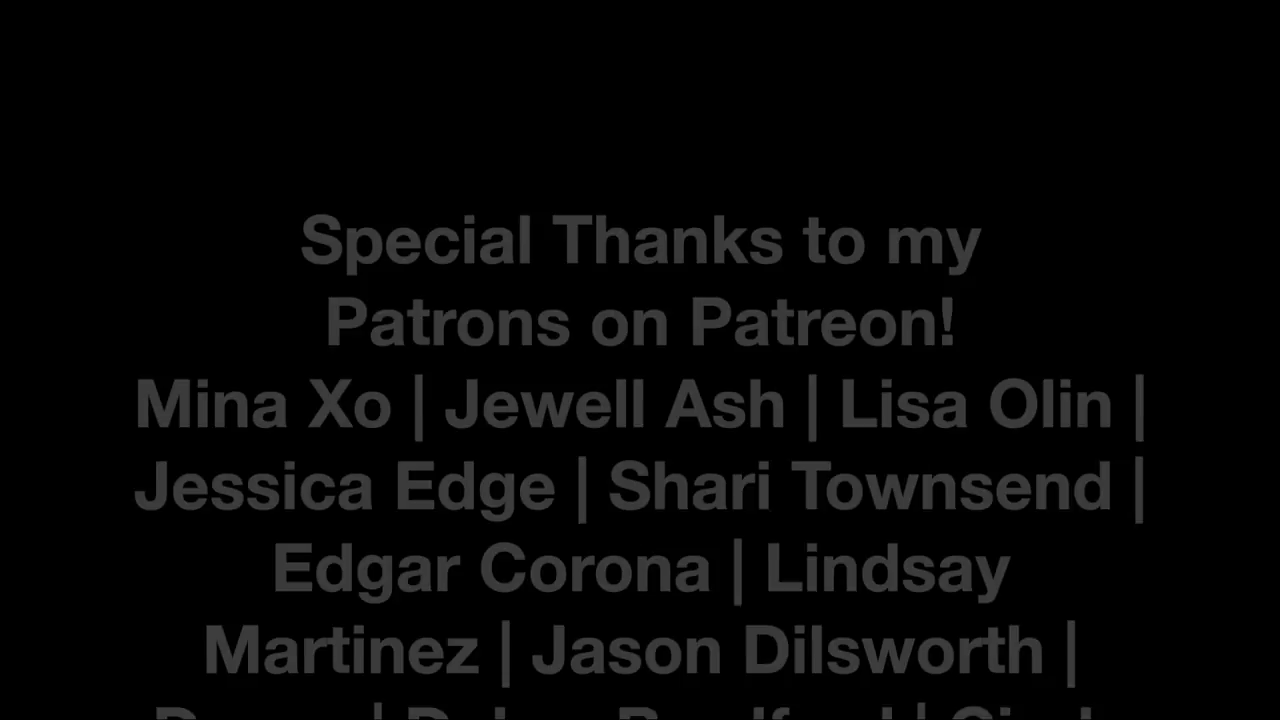 Special Thanks to my
Patrons on Patreon!
Mina Xo | Jewell Ash | Lisa Olin |
Jessica Edge | Shari Townsend |
Edgar Corona | Lindsay
Martinez | Jason Dilsworth |